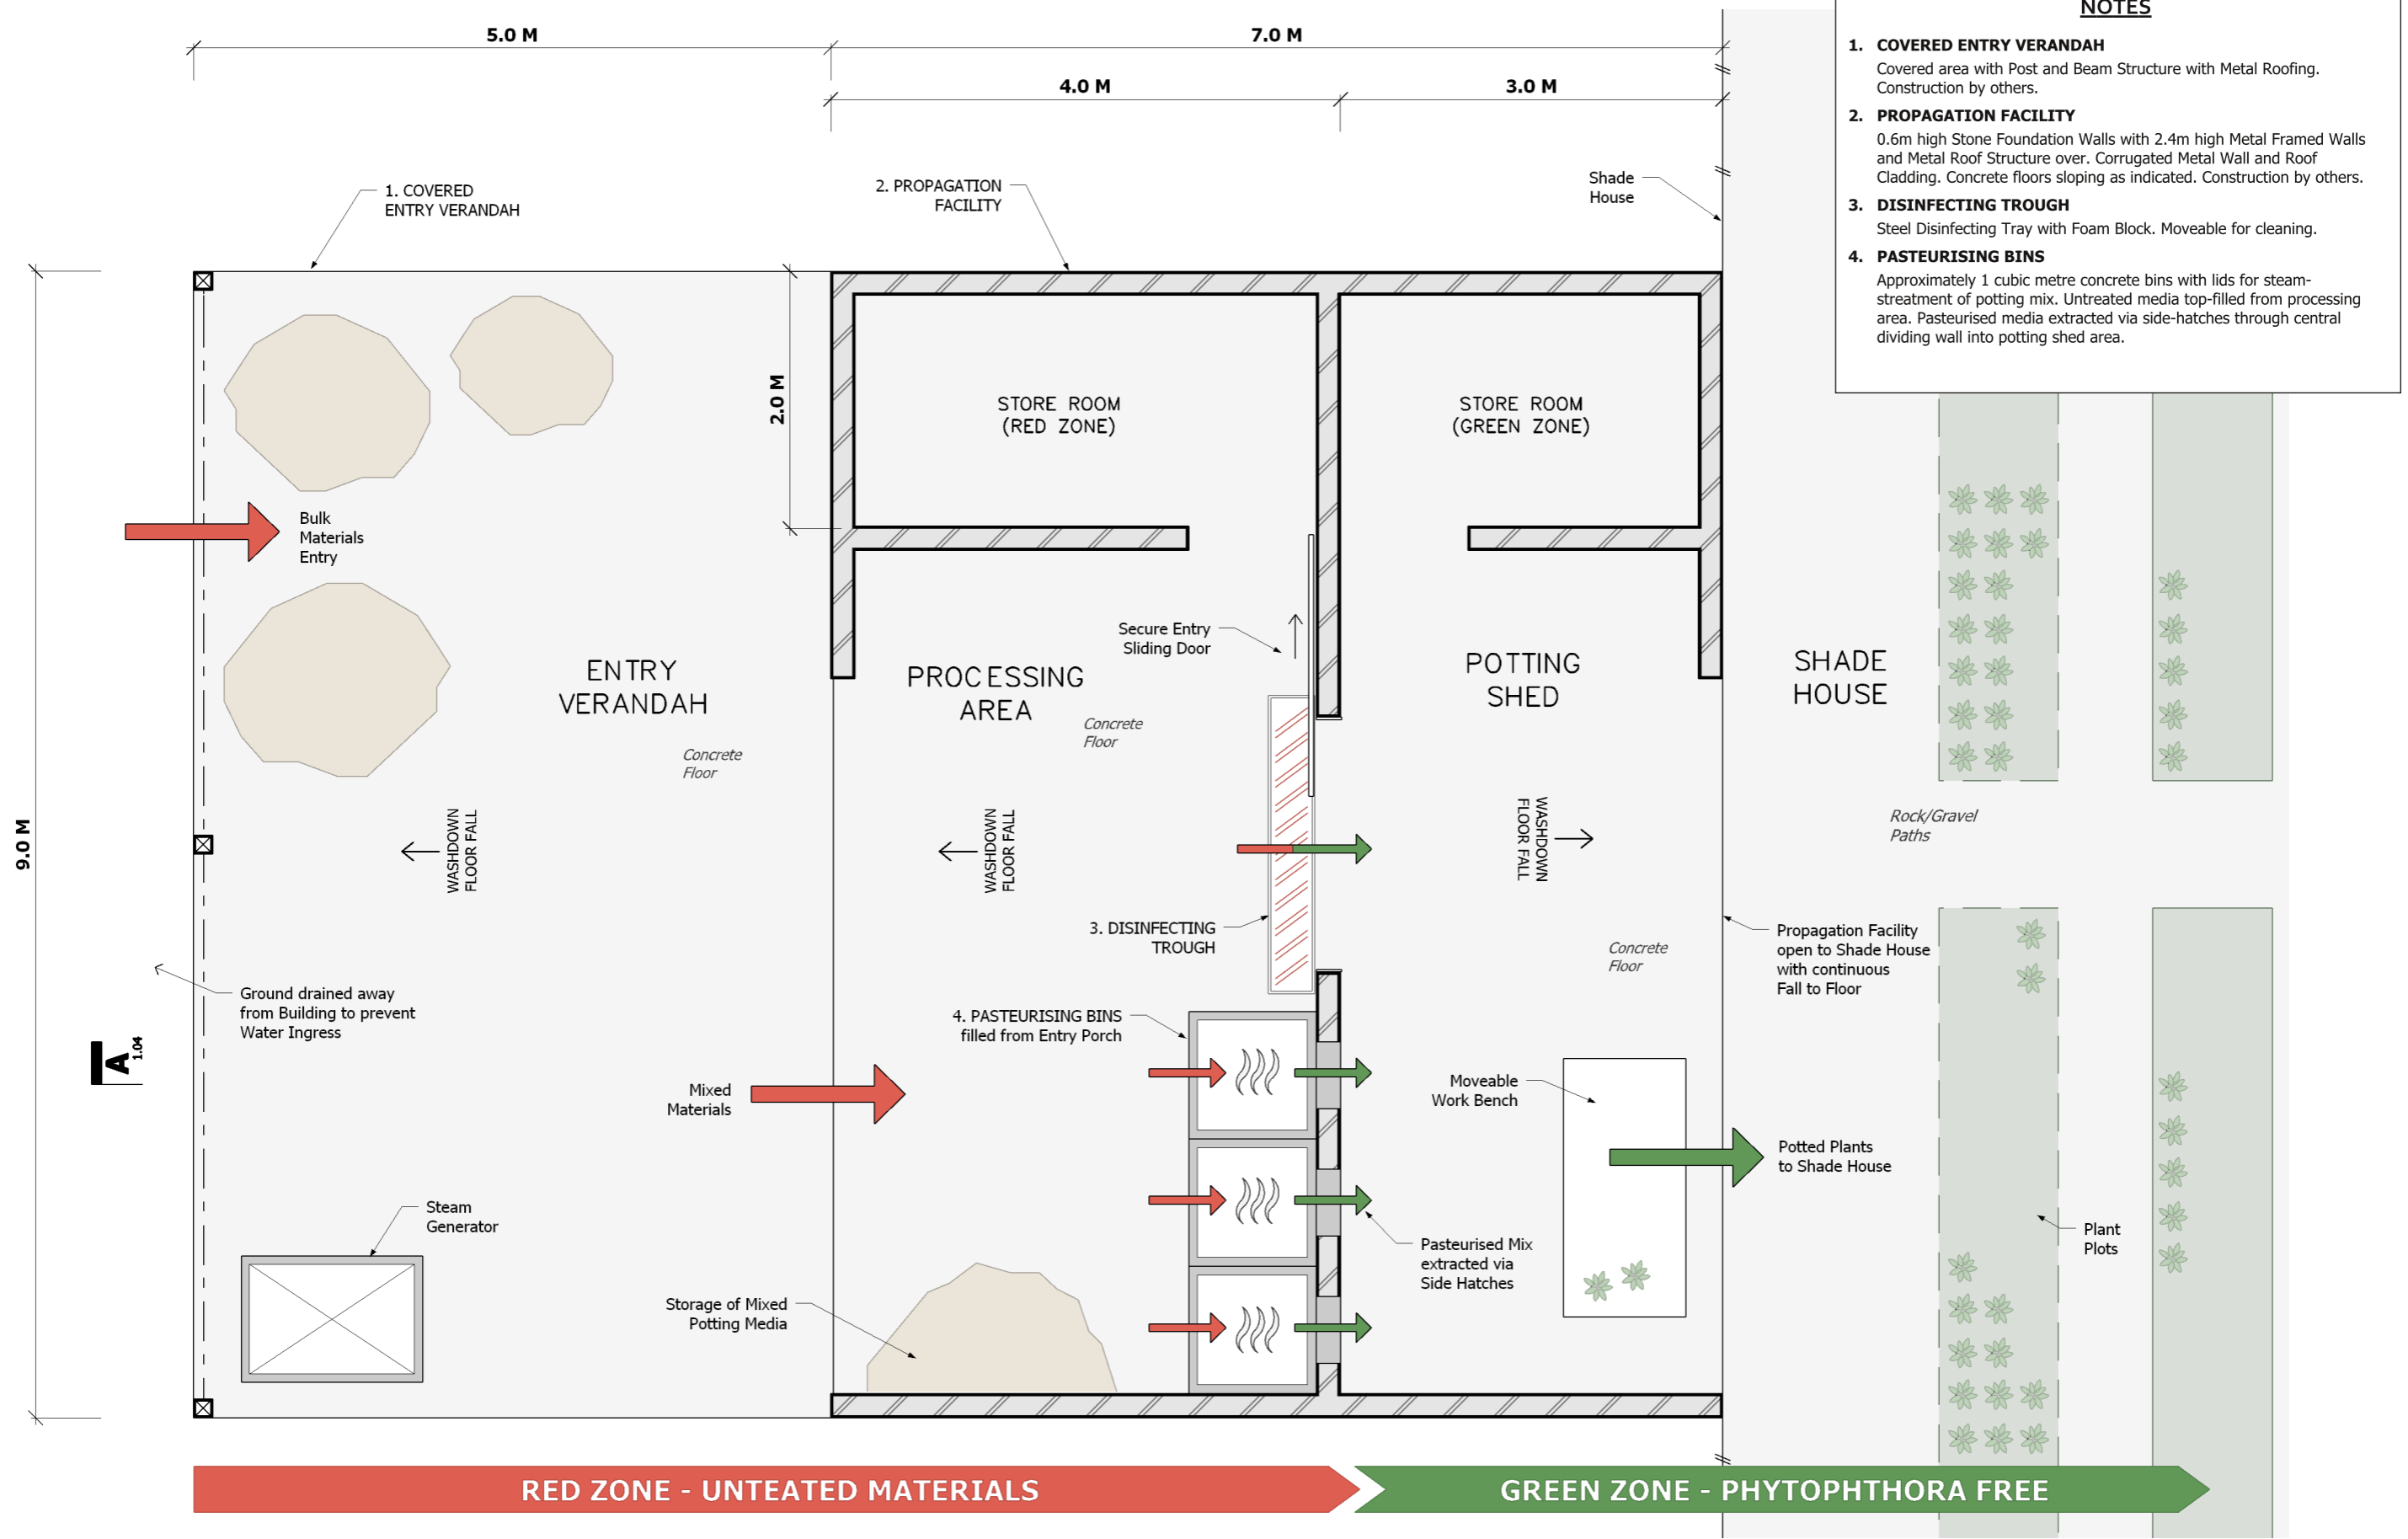 5.0 M
7.0 M
4.0 M
3.0 M
NOTES
1. COVERED ENTRY VERANDAH
Covered area with Post and Beam Structure with Metal Roofing.
Construction by others.
2. PROPAGATION FACILITY
0.6m high Stone Foundation Walls with 2.4m high Metal Framed Walls
and Metal Roof Structure over. Corrugated Metal Wall and Roof
Cladding. Concrete floors sloping as indicated. Construction by others.
3. DISINFECTING TROUGH
Steel Disinfecting Tray with Foam Block. Moveable for cleaning.
4. PASTEURISING BINS
Approximately 1 cubic metre concrete bins with lids for steam-
streatment of potting mix. Untreated media top-filled from processing
area. Pasteurised media extracted via side-hatches through central
dividing wall into potting shed area.
1. COVERED
ENTRY VERANDAH
2. PROPAGATION
FACILITY
Shade
House
2.0 M
STORE ROOM
(RED ZONE)
STORE ROOM
(GREEN ZONE)
Bulk
Materials
Entry
Secure Entry
Sliding Door
ENTRY
VERANDAH
PROCESSING
AREA
POTTING
SHED
SHADE
HOUSE
Concrete
Floor
Concrete
Floor
9.0 M
WASHDOWN
FLOOR FALL
WASHDOWN
FLOOR FALL
WASHDOWN
FLOOR FALL
Rock/Gravel
Paths
3. DISINFECTING
TROUGH
Concrete
Floor
Propagation Facility
open to Shade House
with continuous
Fall to Floor
Ground drained away
from Building to prevent
Water Ingress
A
1.04
4. PASTEURISING BINS
filled from Entry Porch
Mixed
Materials
Moveable
Work Bench
Potted Plants
to Shade House
Steam
Generator
Pasteurised Mix
extracted via
Side Hatches
Plant
Plots
Storage of Mixed
Potting Media
RED ZONE - UNTEATED MATERIALS
GREEN ZONE - PHYTOPHTHORA FREE